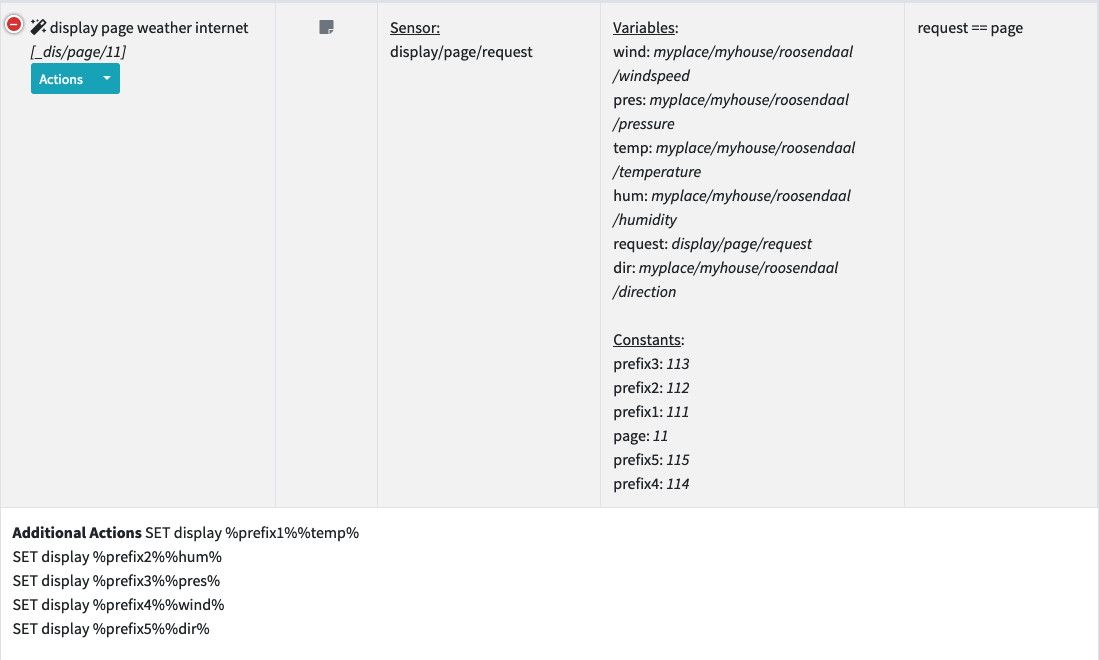 display page weather internet
[_dis/page/11]
Actions
Sensor:
display/page/request
Variables:
wind: myplace/myhouse/roosendaal
/windspeed
pres: myplace/myhouse/roosendaal
/pressure
temp: myplace/myhouse/roosendaal
/temperature
hum: myplace/myhouse/roosendaal
/humidity
request: display/page/request
dir: myplace/myhouse/roosendaal
/direction
Constants:
prefix3: 113
prefix2: 112
prefix1: 111
page: 11
prefix5: 115
prefix4: 114
request == page
Additional Actions SET display %prefix1%%temp%
SET display %prefix2%%hum%
SET display %prefix3%%pres%
SET display %prefix4%%wind%
SET display %prefix5%%dir%